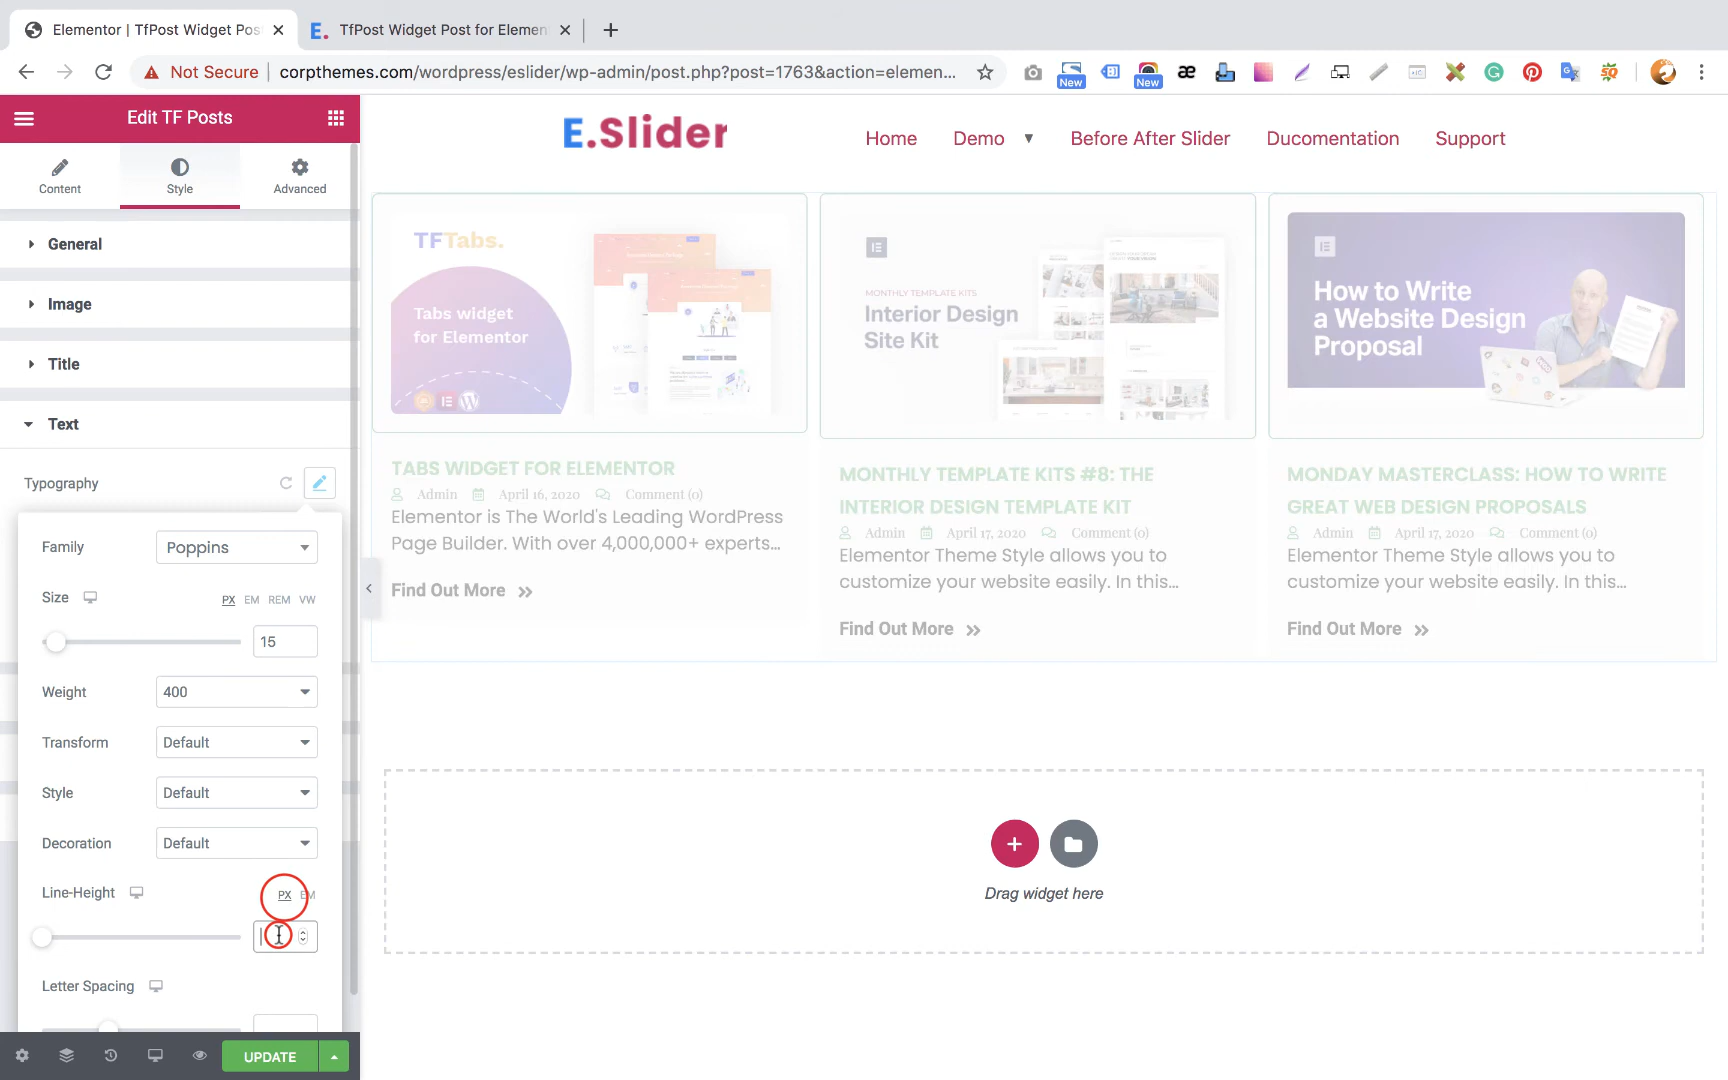 Elementor | TfPost Widget Pos
TfPost Widget Post for Elemen
Not Secure
corpthemes.com/wordpress/eslider/wp-admin/post.php?post=1763&action=elemen...
New
New
Edit TF Posts
Content
Style
Advanced
General
Image
Title
Text
Typography
Family
Poppins
Size
PX EM REM VW
15
Weight
400
Transform
Default
Style
Default
Decoration
Default
Line-Height
PX EM
Letter Spacing
UPDATE
E.Slider
Home
Demo
Before After Slider
Ducomentation
Support
TFTabs.
Tabs widget
for Elementor
TABS WIDGET FOR ELEMENTOR
Admin April 16, 2020 Comment (0)
Elementor is The World's Leading WordPress
Page Builder. With over 4,000,000+ experts...
Find Out More
MONTHLY TEMPLATE KITS
Interior Design
Site Kit
MONTHLY TEMPLATE KITS #8: THE
INTERIOR DESIGN TEMPLATE KIT
Admin April 17, 2020 Comment (0)
Elementor Theme Style allows you to
customize your website easily. In this...
Find Out More
How to Write
a Website Design
Proposal
MONDAY MASTERCLASS: HOW TO WRITE
GREAT WEB DESIGN PROPOSALS
Admin April 17, 2020 Comment (0)
Elementor Theme Style allows you to
customize your website easily. In this...
Find Out More
Drag widget here